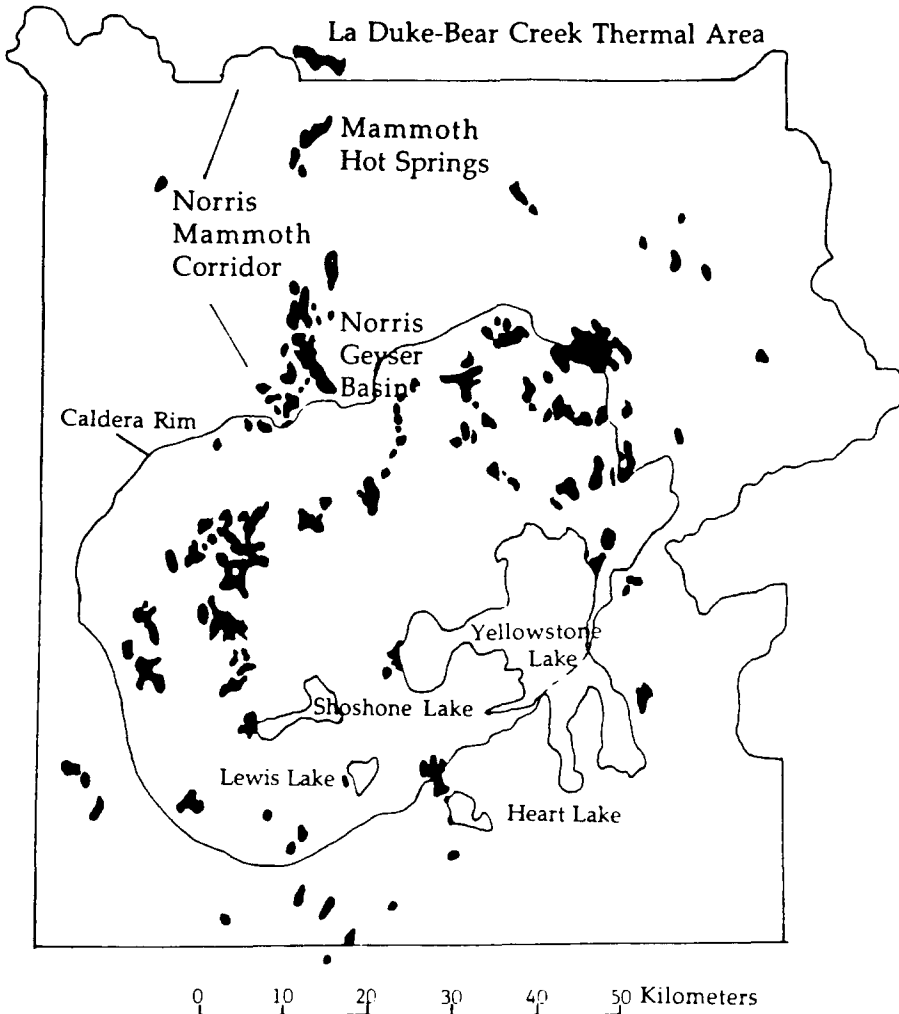 La Duke-Bear Creek Thermal Area
Mammoth
Hot Springs
Norris
Mammoth
Corridor
Norris
Geyser
Basin
Caldera Rim
Yellowstone
Lake
Shoshone Lake
Lewis Lake
Heart Lake
0 10 20 30 40 50 Kilometers